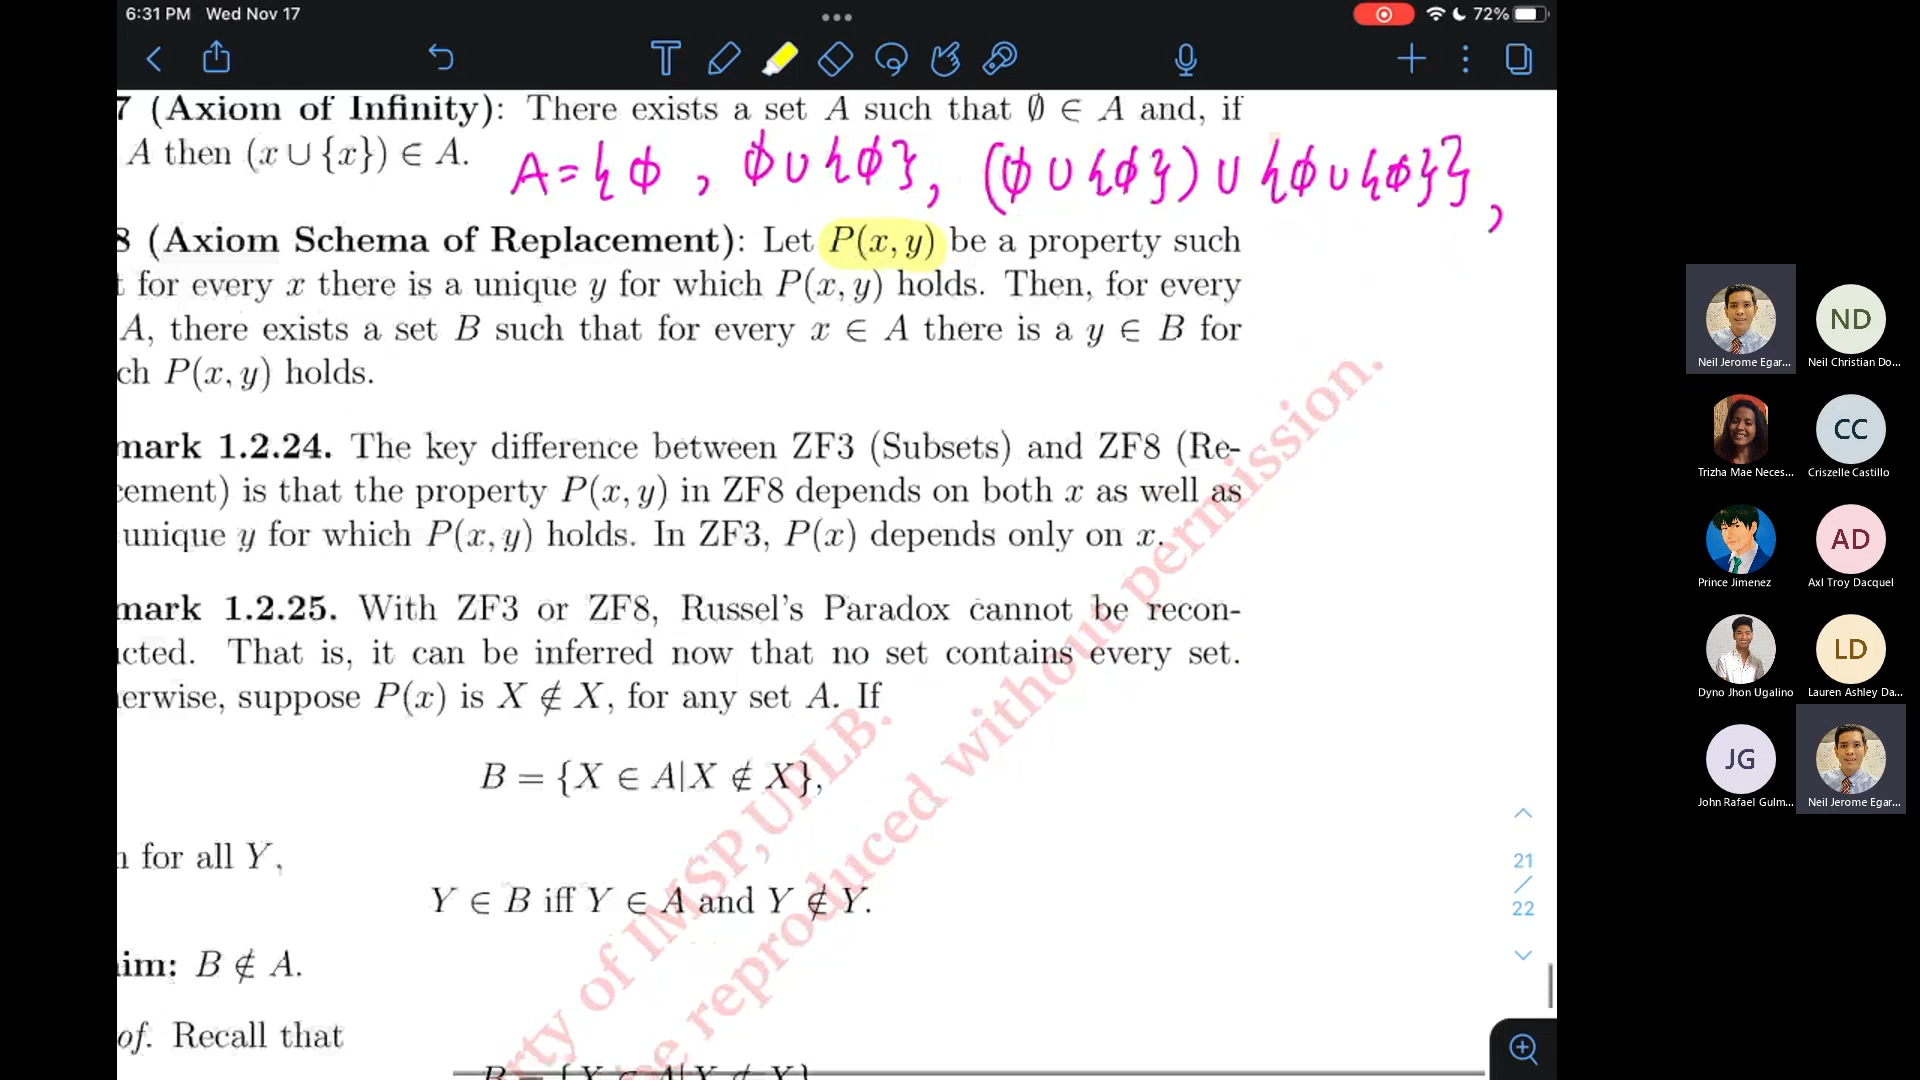 6:31 PM Wed Nov 17
72%
7 (Axiom of Infinity): There exists a set A such that ∅ ∈ A and, if
A then (x ∪ {x}) ∈ A.
A = { ϕ , ϕ ∪ {ϕ}, (ϕ ∪ {ϕ}) ∪ {ϕ ∪ {ϕ}} ,
8 (Axiom Schema of Replacement): Let P(x, y) be a property such
t for every x there is a unique y for which P(x, y) holds. Then, for every
A, there exists a set B such that for every x ∈ A there is a y ∈ B for
ch P(x, y) holds.
mark 1.2.24. The key difference between ZF3 (Subsets) and ZF8 (Re-
cement) is that the property P(x, y) in ZF8 depends on both x as well as
unique y for which P(x, y) holds. In ZF3, P(x) depends only on x.
mark 1.2.25. With ZF3 or ZF8, Russel's Paradox cannot be recon-
icted. That is, it can be inferred now that no set contains every set.
erwise, suppose P(x) is X ∉ X, for any set A. If
B = {X ∈ A|X ∉ X},
n for all Y,
Y ∈ B iff Y ∈ A and Y ∉ Y.
im: B ∉ A.
of. Recall that
B = {X ∈ A|X ∉ X}
rty of IMSP, UPLB.
be reproduced without permission.
21
/
22
Neil Jerome Egar...
ND
Neil Christian Do...
Trizha Mae Neces...
CC
Criszelle Castillo
Prince Jimenez
AD
Axl Troy Dacquel
Dyno Jhon Ugalino
LD
Lauren Ashley Da...
JG
John Rafael Gulm...
Neil Jerome Egar...